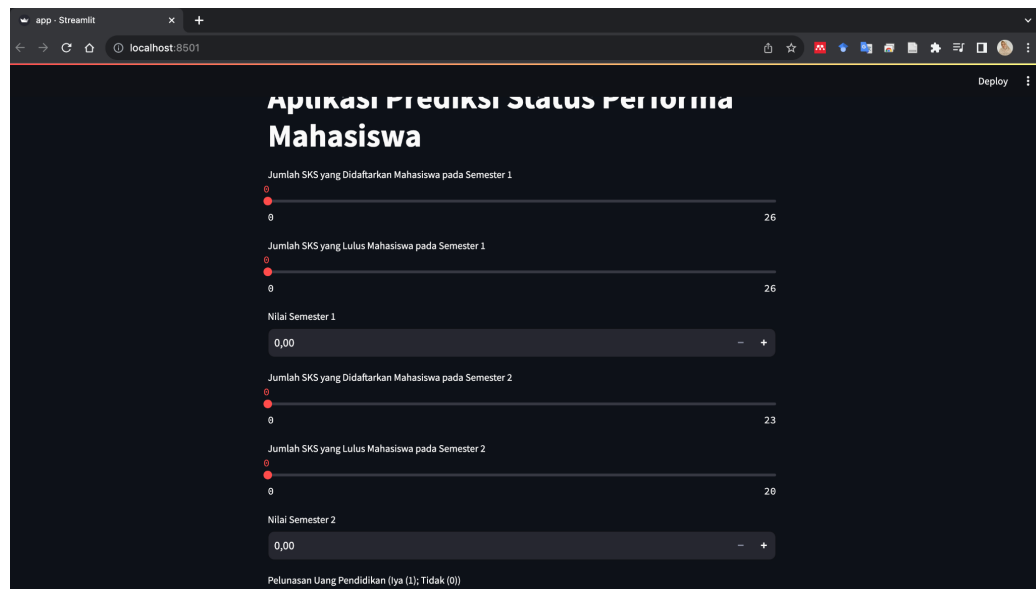 app · Streamlit
localhost:8501
Deploy
Aplikasi Prediksi Status Performa
Mahasiswa
Jumlah SKS yang Didaftarkan Mahasiswa pada Semester 1
0
0 26
Jumlah SKS yang Lulus Mahasiswa pada Semester 1
0
0 26
Nilai Semester 1
0,00 − +
Jumlah SKS yang Didaftarkan Mahasiswa pada Semester 2
0
0 23
Jumlah SKS yang Lulus Mahasiswa pada Semester 2
0
0 20
Nilai Semester 2
0,00 − +
Pelunasan Uang Pendidikan (Iya (1); Tidak (0))